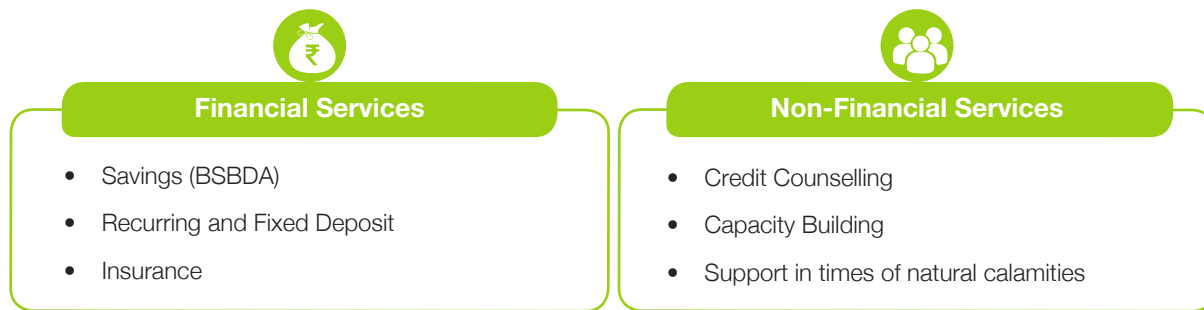 ₹
Financial Services
• Savings (BSBDA)
• Recurring and Fixed Deposit
• Insurance
Non-Financial Services
• Credit Counselling
• Capacity Building
• Support in times of natural calamities